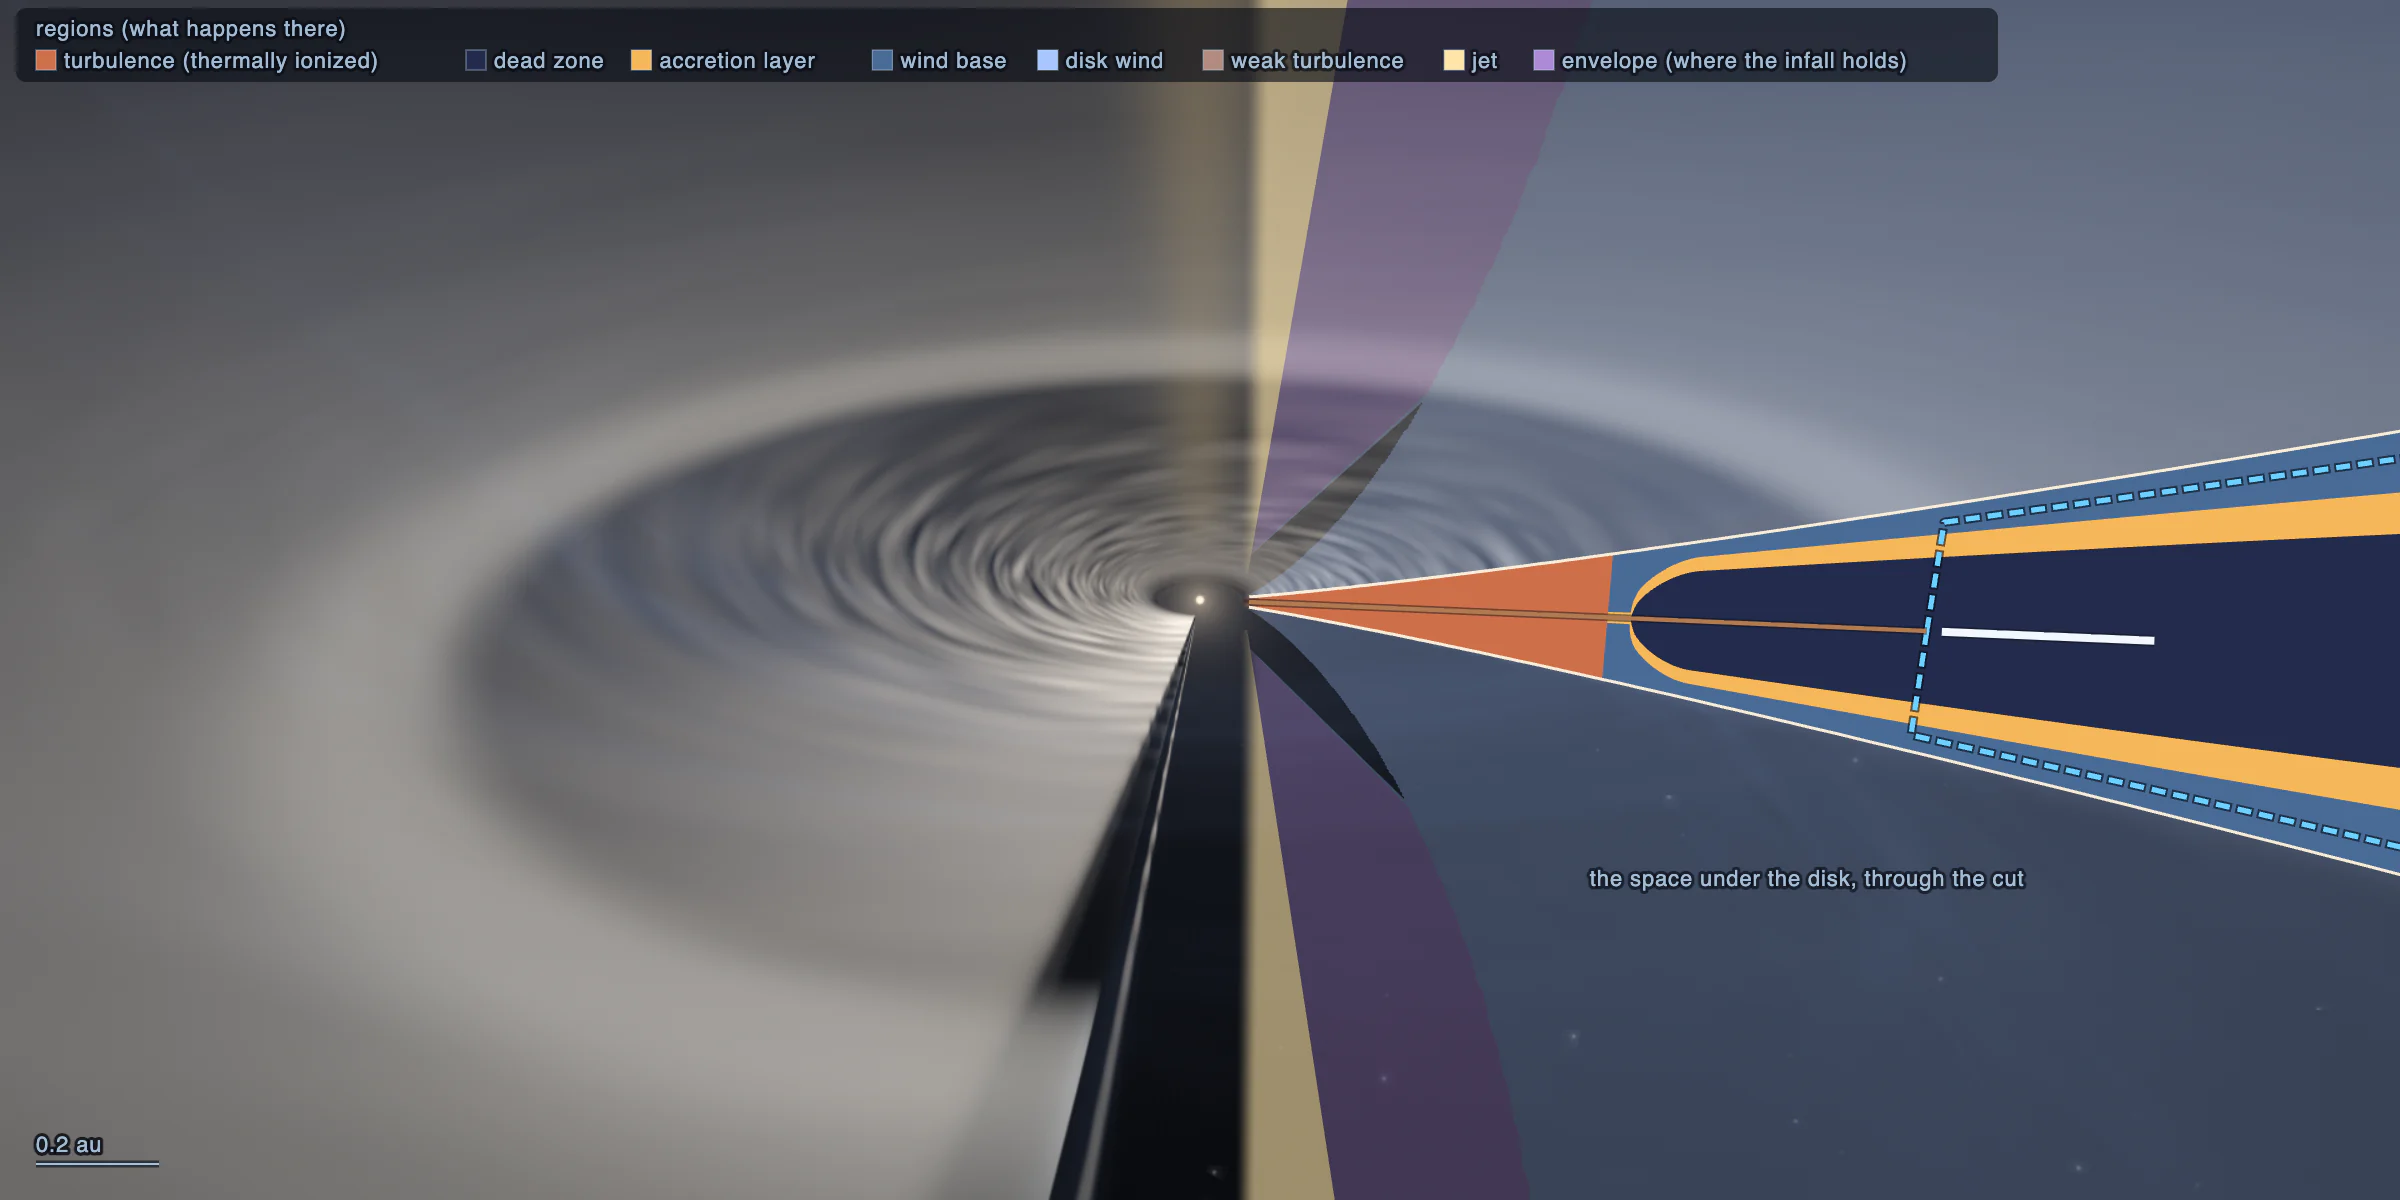 regions (what happens there)
turbulence (thermally ionized) dead zone accretion layer wind base disk wind weak turbulence jet envelope (where the infall holds)
the space under the disk, through the cut
0.2 au